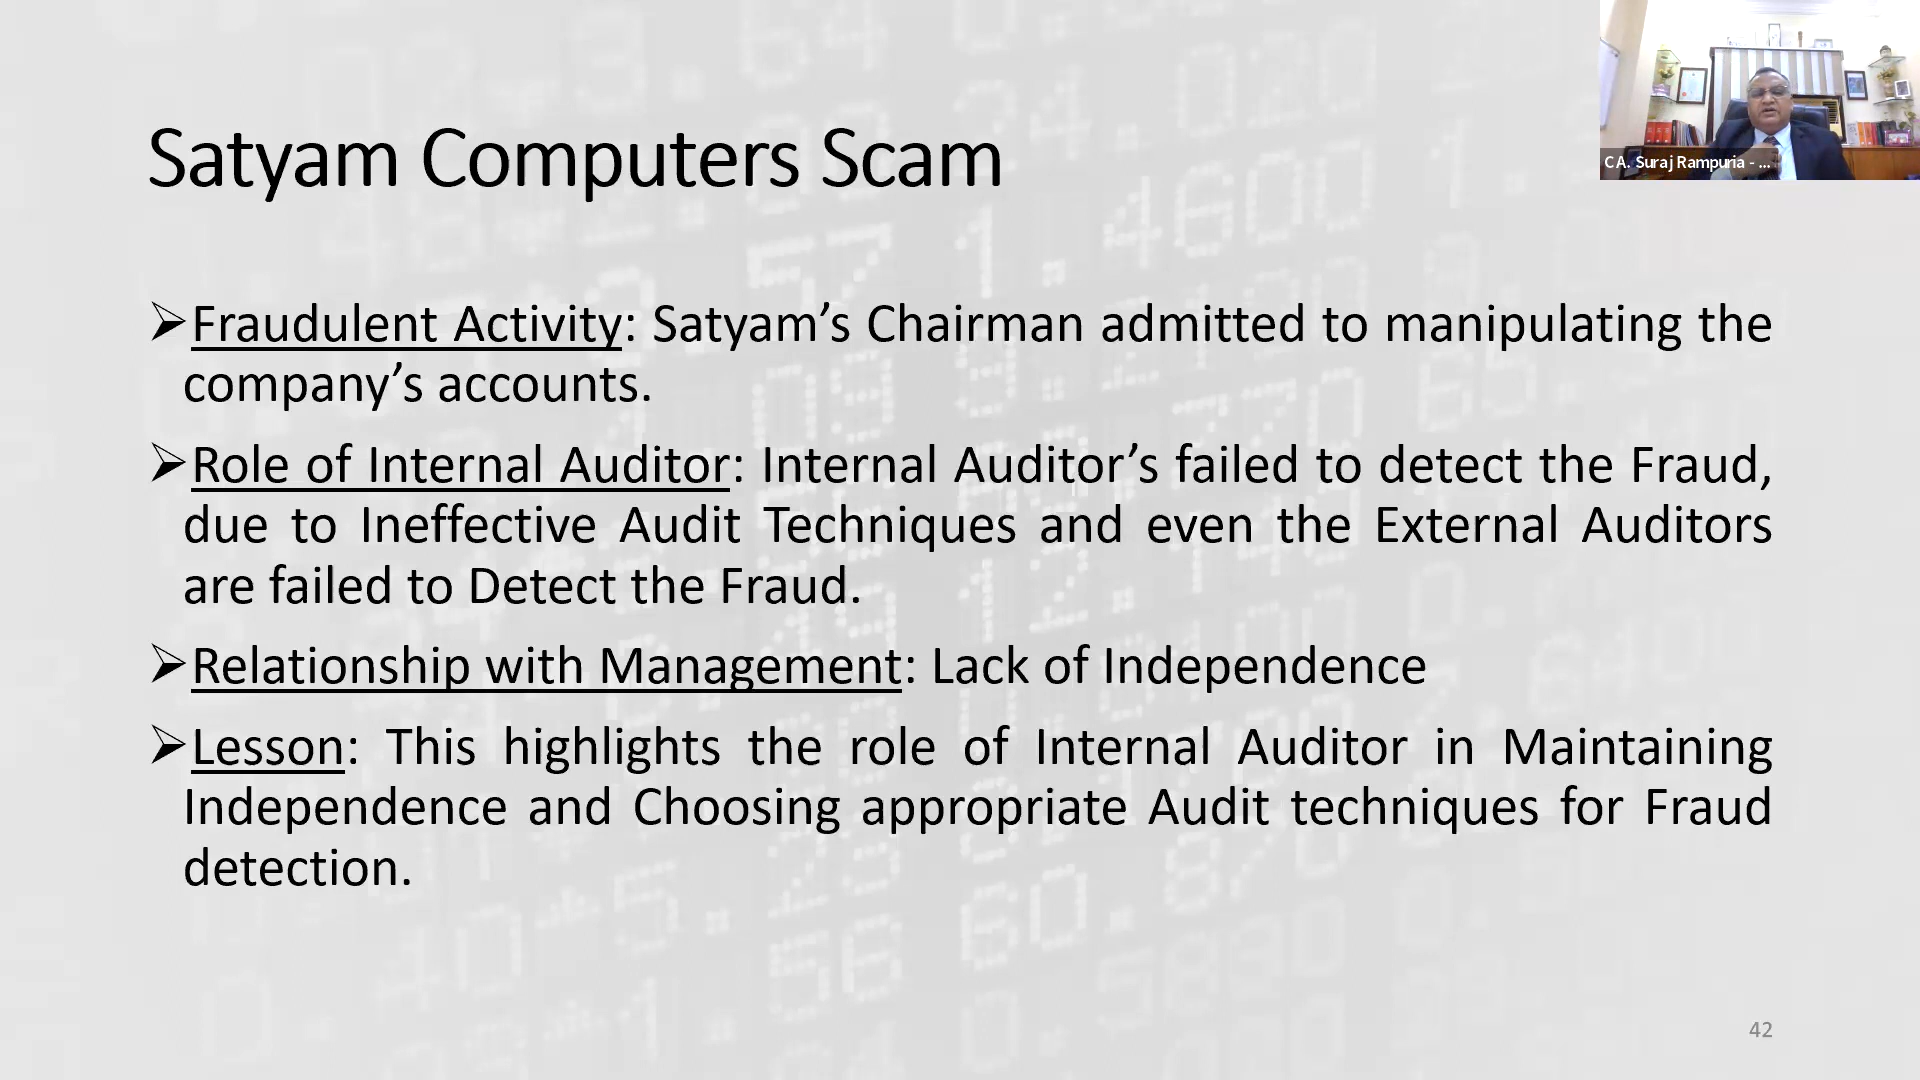 Satyam Computers Scam
CA. Suraj Rampuria - ...
➢Fraudulent Activity: Satyam’s Chairman admitted to manipulating the
company’s accounts.
➢Role of Internal Auditor: Internal Auditor’s failed to detect the Fraud,
due to Ineffective Audit Techniques and even the External Auditors
are failed to Detect the Fraud.
➢Relationship with Management: Lack of Independence
➢Lesson: This highlights the role of Internal Auditor in Maintaining
Independence and Choosing appropriate Audit techniques for Fraud
detection.
42